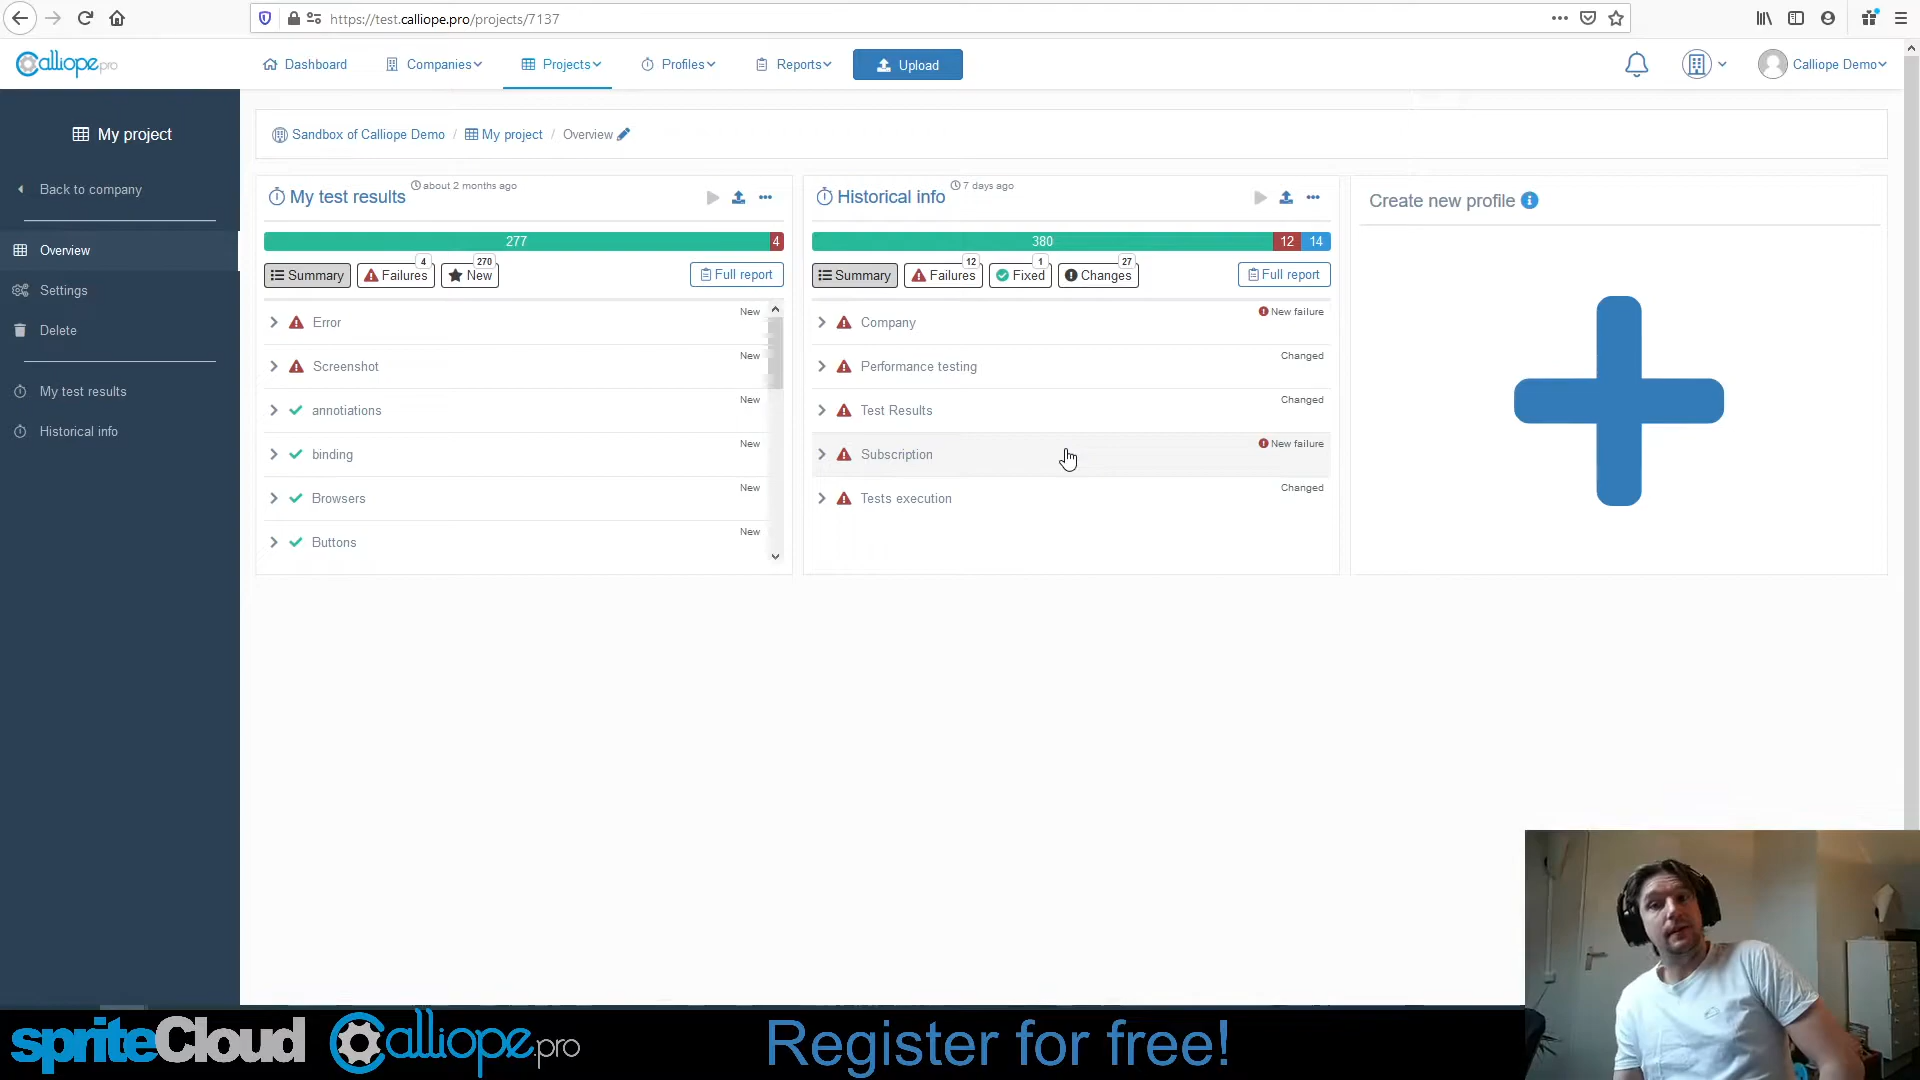 https://test.calliope.pro/projects/7137
Calliope.pro
Dashboard
Companies
Projects
Profiles
Reports
Upload
Calliope Demo
My project
Back to company
Overview
Settings
Delete
My test results
Historical info
Sandbox of Calliope Demo / My project / Overview
My test results about 2 months ago
277 4
Summary
Failures 4
New 270
Full report
Error New
Screenshot New
annotiations New
binding New
Browsers New
Buttons New
Historical info 7 days ago
380 12 14
Summary
Failures 12
Fixed 1
Changes 27
Full report
Company New failure
Performance testing Changed
Test Results Changed
Subscription New failure
Tests execution Changed
Create new profile
spriteCloud Calliope.pro Register for free!